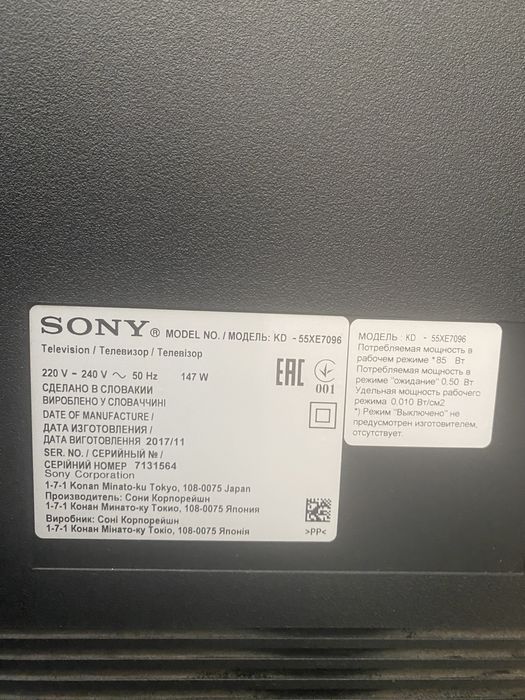 SONY® MODEL NO. / МОДЕЛЬ: KD - 55XE7096
Television / Телевизор / Телевізор
220 V - 240 V ~ 50 Hz 147 W
СДЕЛАНО В СЛОВАКИИ
ВИРОБЛЕНО У СЛОВАЧЧИНІ
DATE OF MANUFACTURE /
ДАТА ИЗГОТОВЛЕНИЯ /
ДАТА ВИГОТОВЛЕННЯ 2017/11
SER. NO. / СЕРИЙНЫЙ № /
СЕРІЙНИЙ НОМЕР 7131564
Sony Corporation
1-7-1 Konan Minato-ku Tokyo, 108-0075 Japan
Производитель: Сони Корпорейшн
1-7-1 Конан Минато-ку Токио, 108-0075 Япония
Виробник: Соні Корпорейшн
1-7-1 Конан Мінато-ку Токіо, 108-0075 Японія
EAC
001
>PP<
МОДЕЛЬ : KD - 55XE7096
Потребляемая мощность в
рабочем режиме *85 Вт
Потребляемая мощность в
режиме "ожидание" 0,50 Вт
Удельная мощность рабочего
режима 0,010 Вт/см2
*) Режим "Выключено" не
предусмотрен изготовителем,
отсутствует.